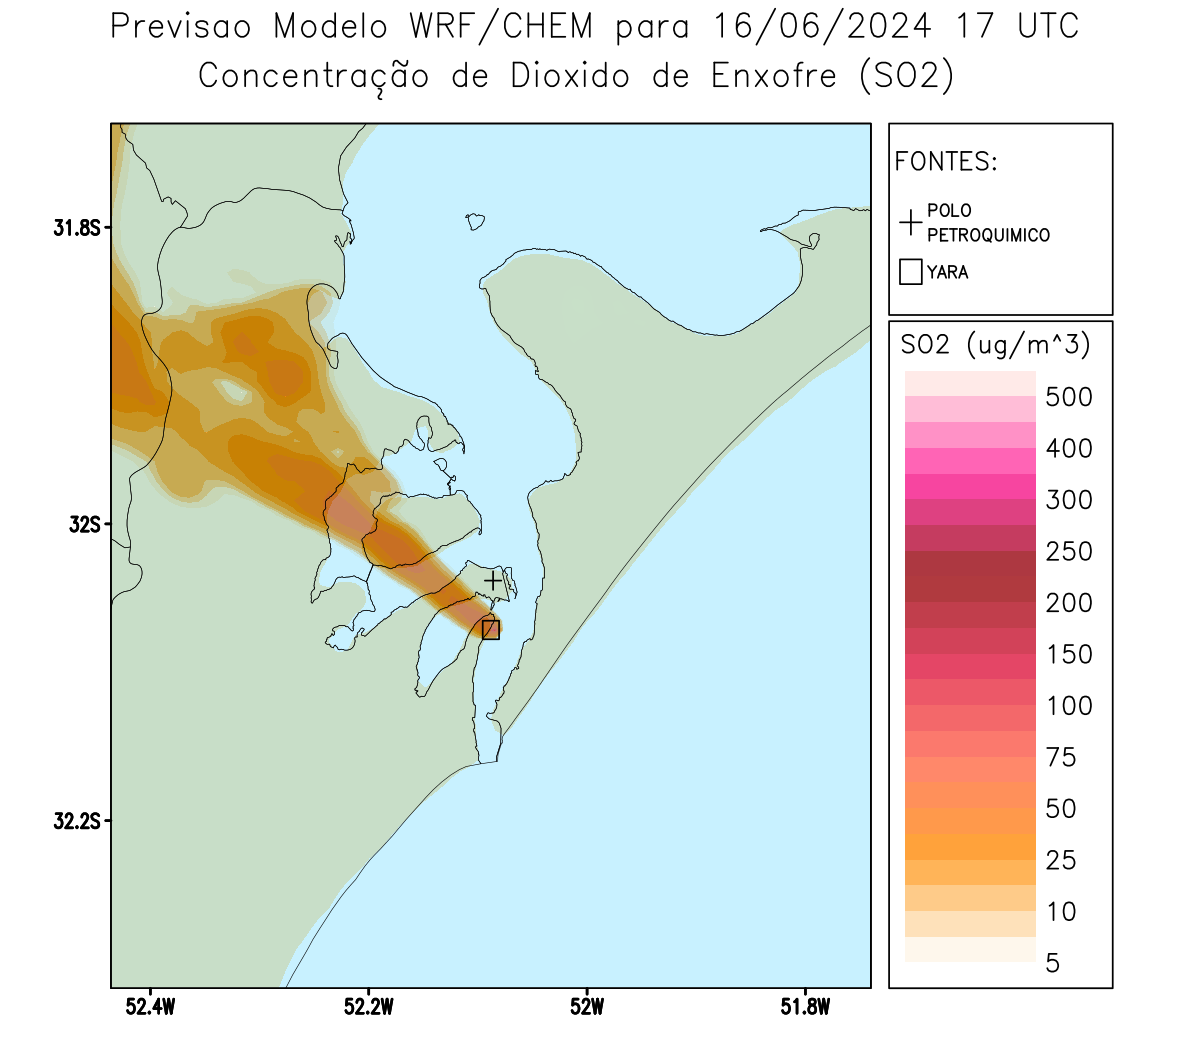 Previsao Modelo WRF/CHEM para 16/06/2024 17 UTC
Concentração de Dioxido de Enxofre (SO2)
FONTES:
POLO
PETROQUIMICO
YARA
SO2 (ug/m^3)
500
400
300
250
200
150
100
75
50
25
10
5
31.8S
32S
32.2S
52.4W
52.2W
52W
51.8W